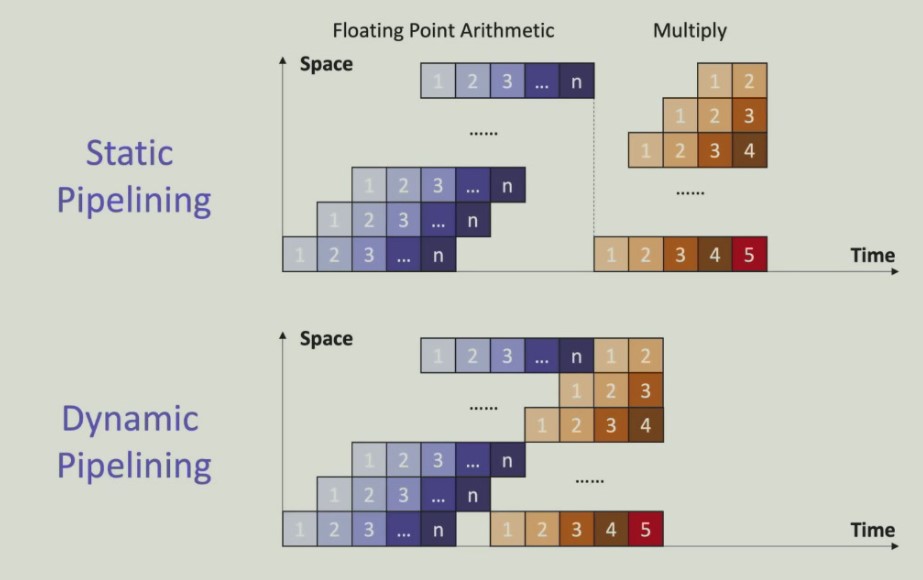 Floating Point Arithmetic Multiply
Space
1 2 3 ... n 1 2
...... 1 2 3
1 2 3 4
Static
Pipelining
1 2 3 ... n ......
1 2 3 ... n
1 2 3 ... n 1 2 3 4 5
Time
Space
1 2 3 ... n 1 2
1 2 3
...... 1 2 3 4
Dynamic
Pipelining
1 2 3 ... n
......
1 2 3 ... n
1 2 3 ... n 1 2 3 4 5
Time